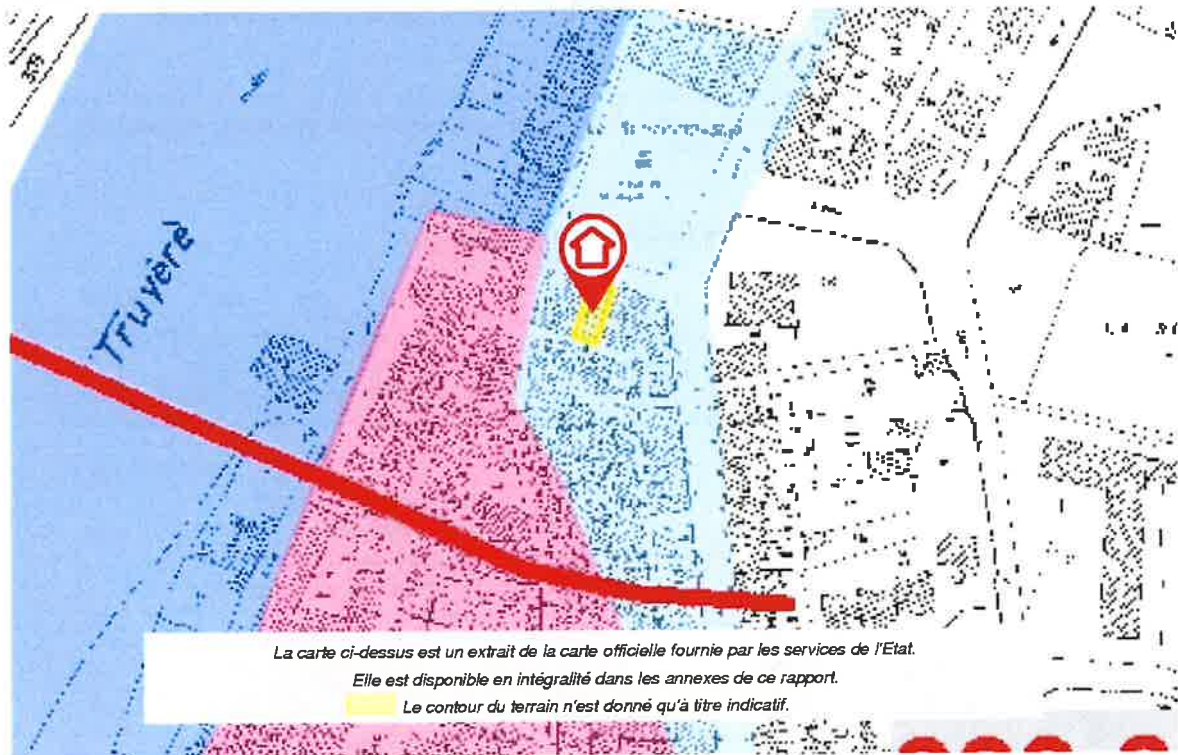 Truyère
La carte ci-dessus est un extrait de la carte officielle fournie par les services de l'Etat.
Elle est disponible en intégralité dans les annexes de ce rapport.
Le contour du terrain n'est donné qu'à titre indicatif.